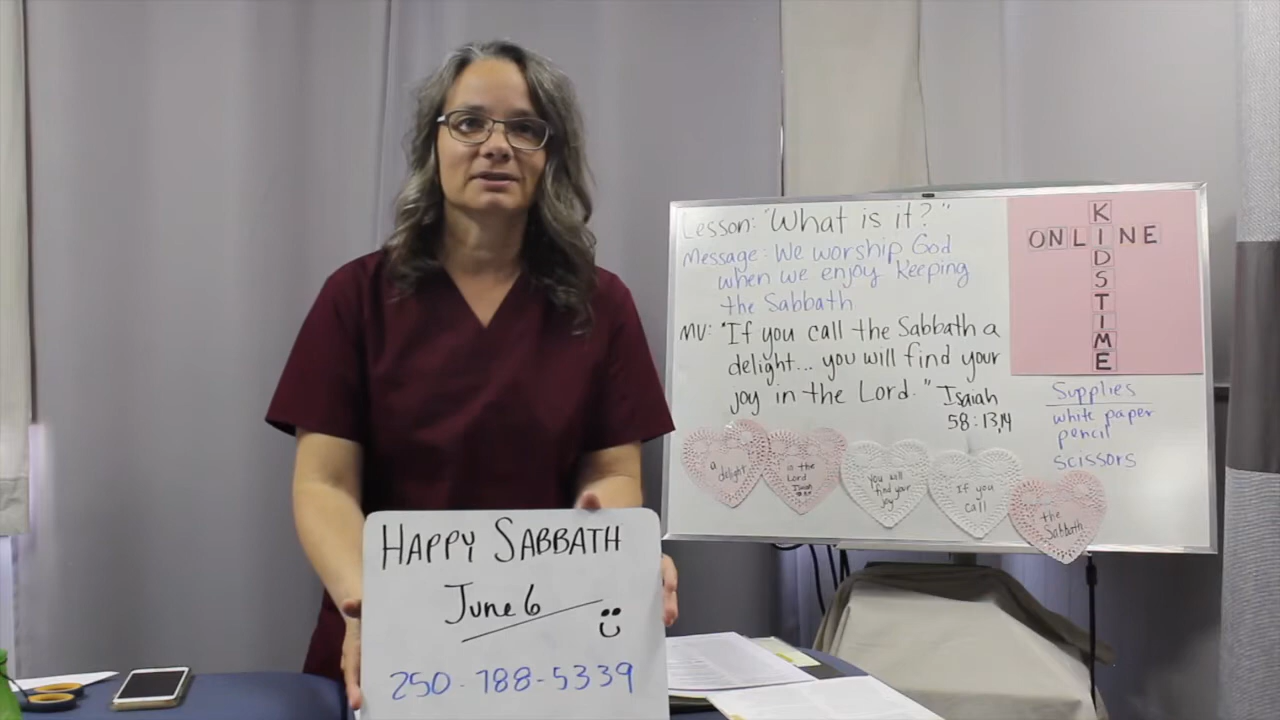 Lesson: "What is it?"
Message: We worship God
when we enjoy Keeping
the Sabbath
MV: "If you call the Sabbath a
delight... you will find your
joy in the Lord." Isaiah
58:13,14
KIDSTIME
ONLINE
Supplies
white paper
pencil
scissors
a
delight
is the
Lord
Isaiah
you will
find your
joy
If you
call
the
Sabbath
HAPPY SABBATH
June 6
250-788-5339